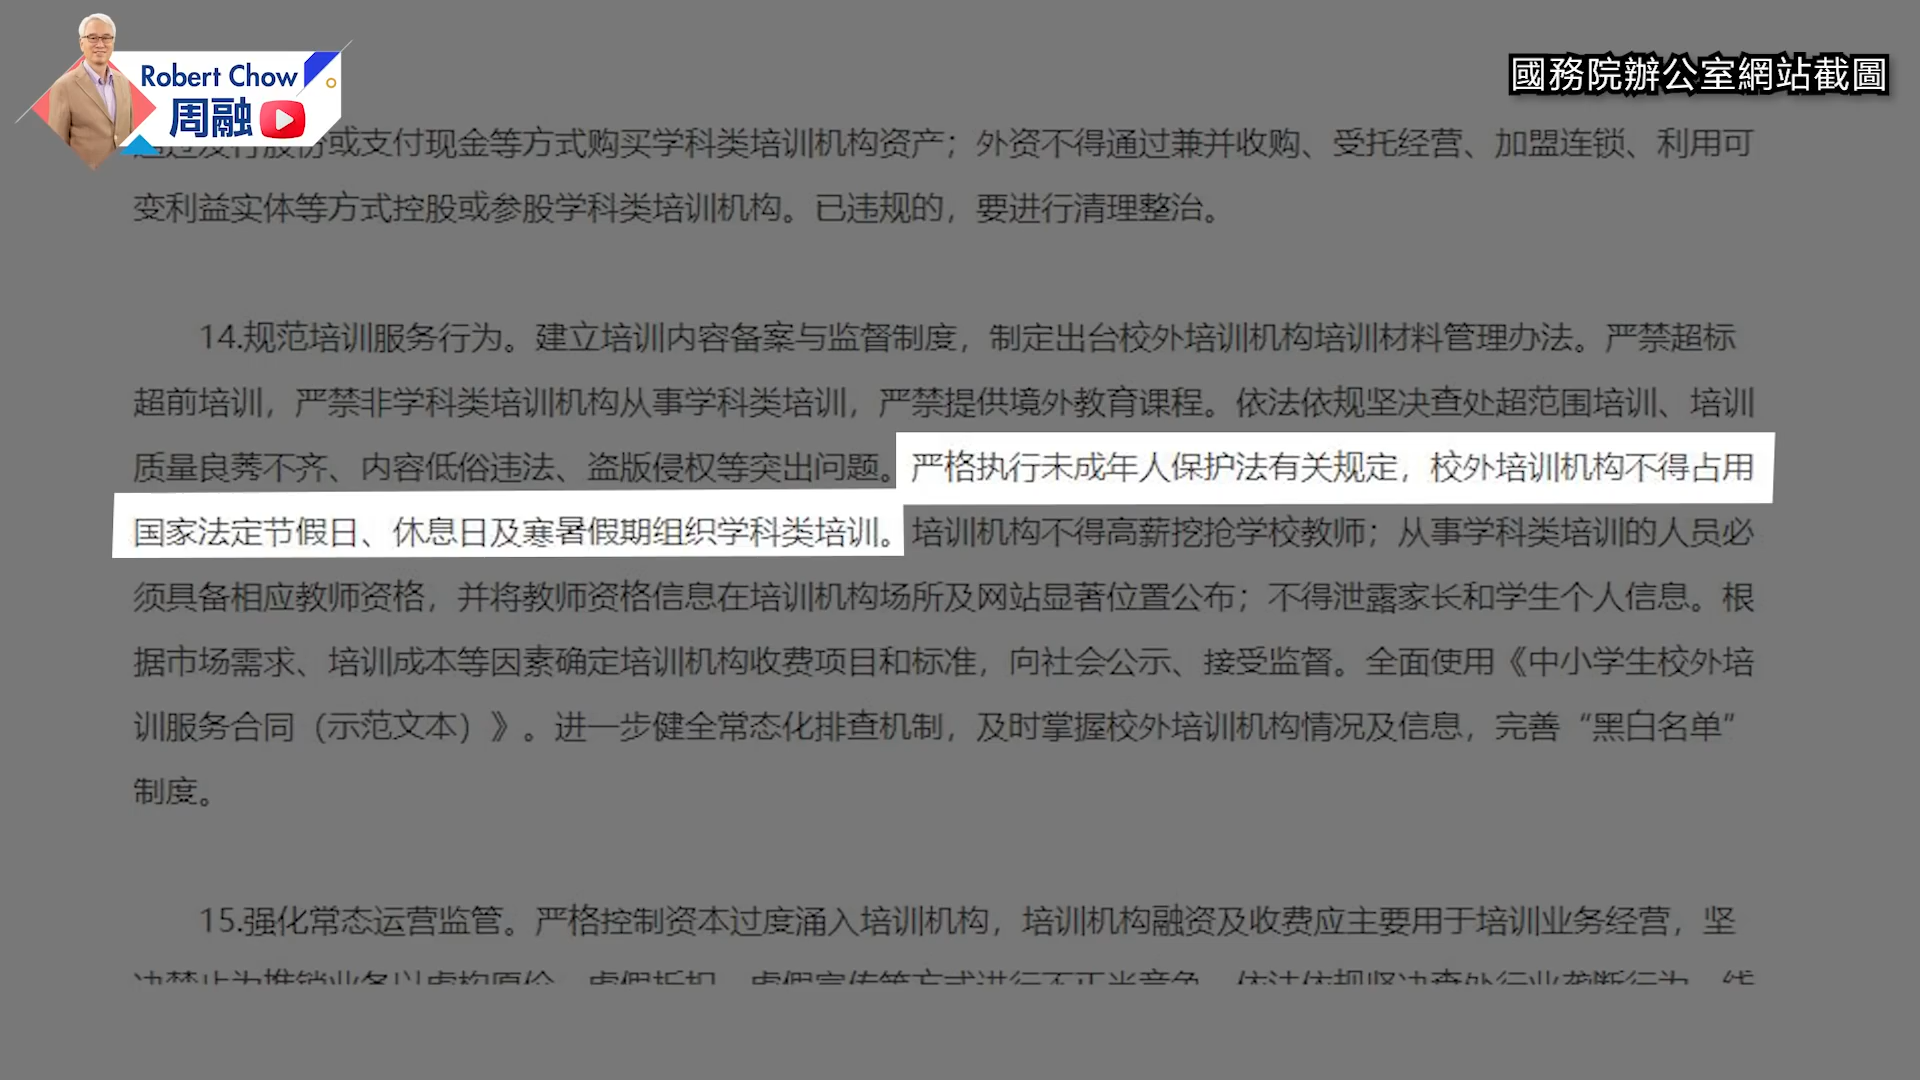 Robert Chow
周融
國務院辦公室網站截圖
或支付现金等方式购买学科类培训机构资产；外资不得通过兼并收购、受托经营、加盟连锁、利用可
变利益实体等方式控股或参股学科类培训机构。已违规的，要进行清理整治。
14.规范培训服务行为。建立培训内容备案与监督制度，制定出台校外培训机构培训材料管理办法。严禁超标
超前培训，严禁非学科类培训机构从事学科类培训，严禁提供境外教育课程。依法依规坚决查处超范围培训、培训
质量良莠不齐、内容低俗违法、盗版侵权等突出问题。严格执行未成年人保护法有关规定，校外培训机构不得占用
国家法定节假日、休息日及寒暑假期组织学科类培训。培训机构不得高薪挖抢学校教师；从事学科类培训的人员必
须具备相应教师资格，并将教师资格信息在培训机构场所及网站显著位置公布；不得泄露家长和学生个人信息。根
据市场需求、培训成本等因素确定培训机构收费项目和标准，向社会公示、接受监督。全面使用《中小学生校外培
训服务合同（示范文本）》。进一步健全常态化排查机制，及时掌握校外培训机构情况及信息，完善“黑白名单”
制度。
15.强化常态运营监管。严格控制资本过度涌入培训机构，培训机构融资及收费应主要用于培训业务经营，坚